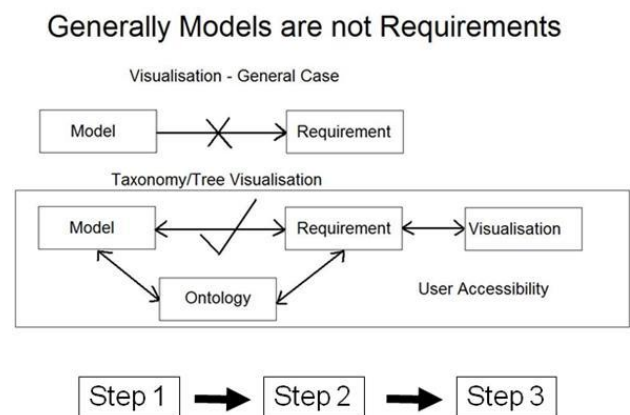 Generally Models are not Requirements
Visualisation - General Case
Model
Requirement
Taxonomy/Tree Visualisation
Model
Requirement
Visualisation
Ontology
User Accessibility
Step 1
Step 2
Step 3